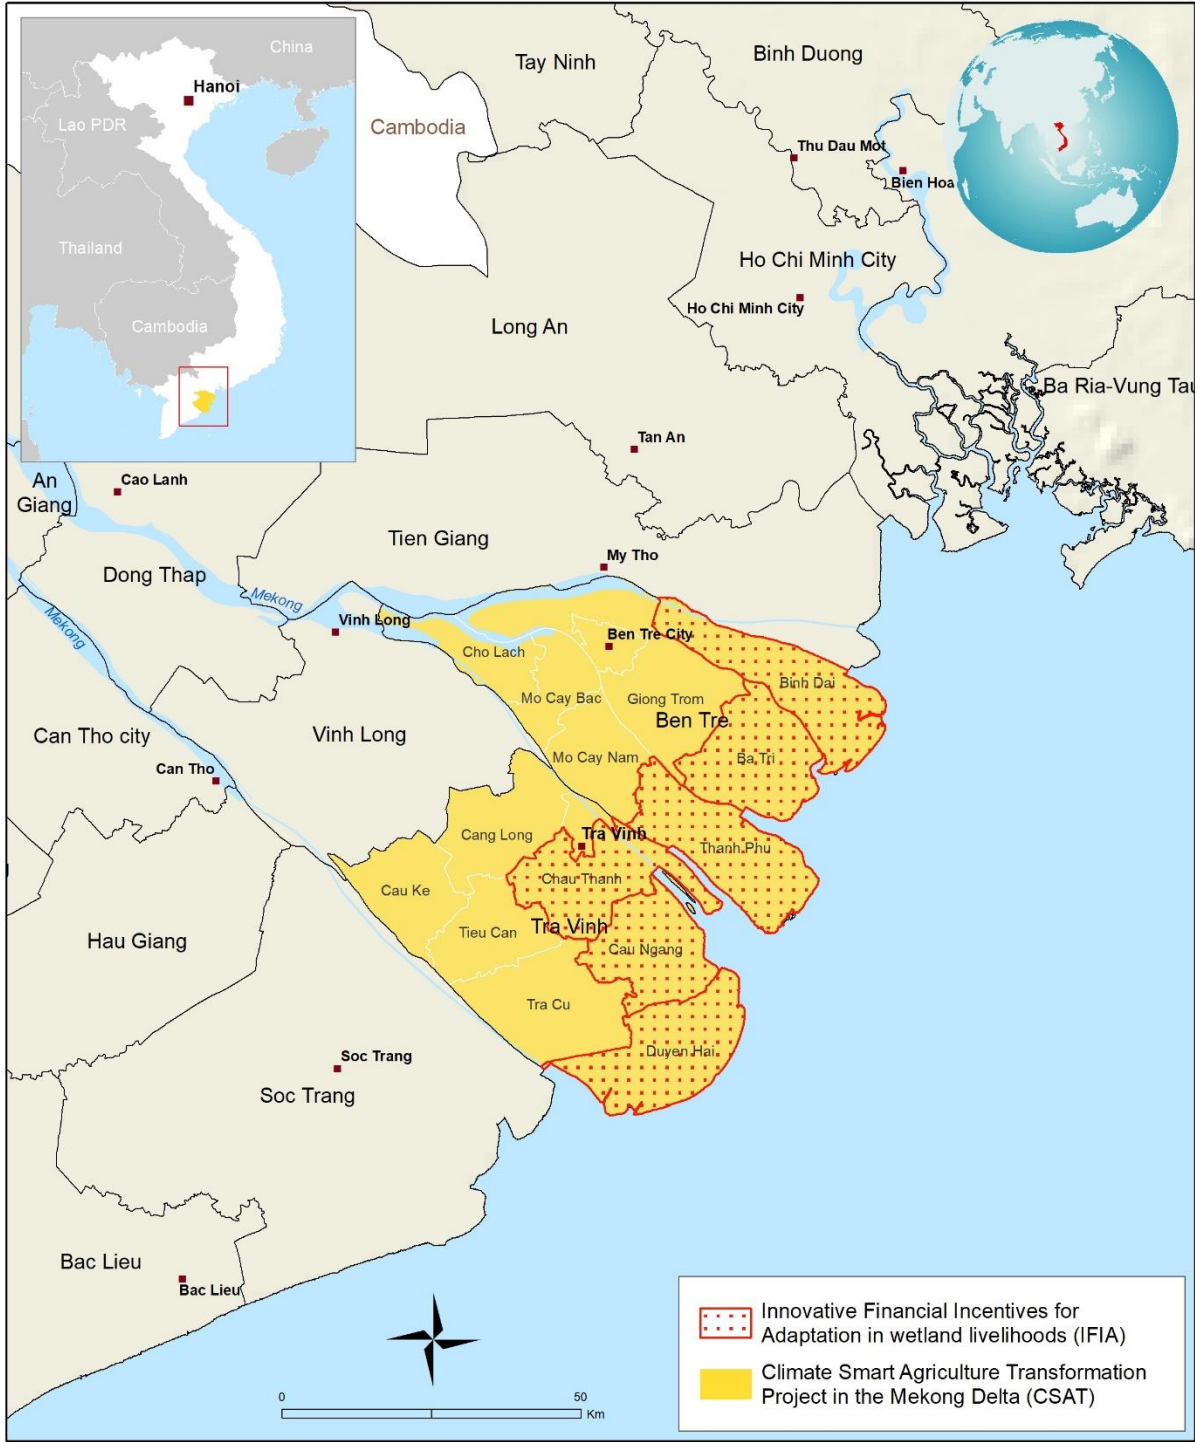 China
Hanoi
Lao PDR
Thailand
Cambodia
Tay Ninh
Binh Duong
Cambodia
Thu Dau Mot
Bien Hoa
Ho Chi Minh City
Ho Chi Minh City
Long An
Ba Ria-Vung Tau
Tan An
An
Giang
Cao Lanh
Tien Giang
My Tho
Dong Thap
Mekong
Mekong
Vinh Long
Ben Tre City
Cho Lach
Binh Dai
Mo Cay Bac
Giong Trom
Ben Tre
Vinh Long
Can Tho city
Mo Cay Nam
Ba Tri
Can Tho
Cang Long
Tra Vinh
Thanh Phu
Cau Ke
Chau Thanh
Tieu Can
Tra Vinh
Hau Giang
Cau Ngang
Tra Cu
Duyen Hai
Soc Trang
Soc Trang
Bac Lieu
Bac Lieu
Innovative Financial Incentives for
Adaptation in wetland livelihoods (IFIA)
Climate Smart Agriculture Transformation
Project in the Mekong Delta (CSAT)
0 50
Km